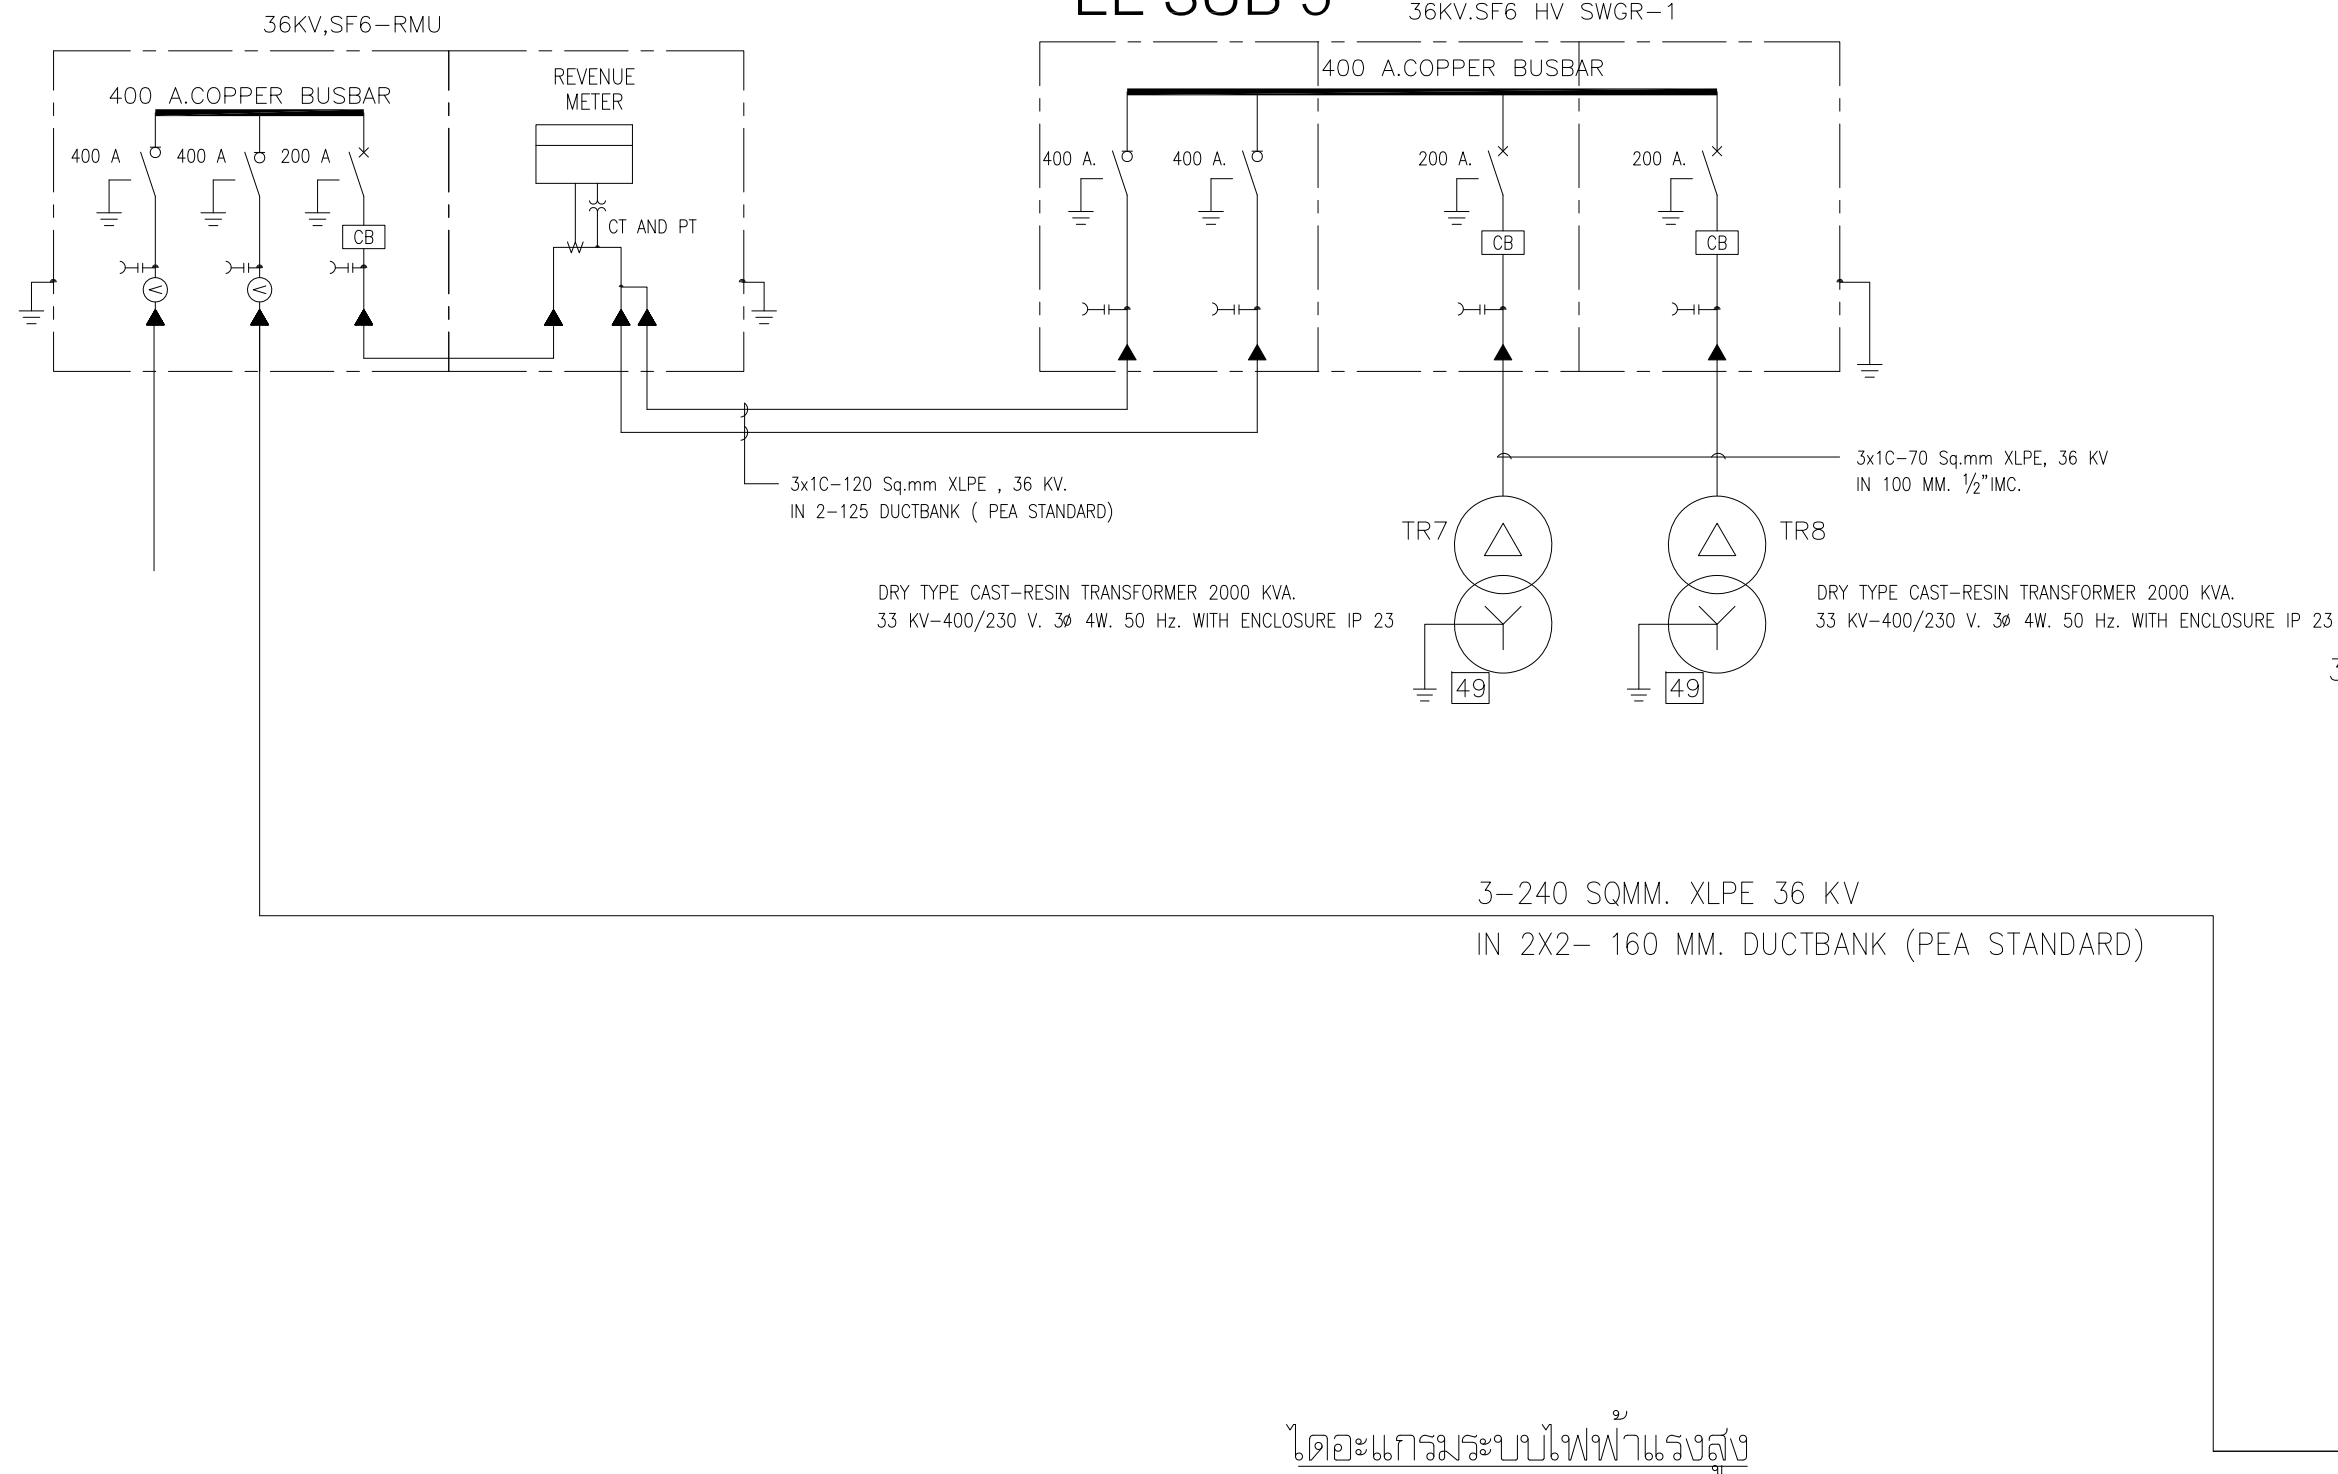 36KV,SF6-RMU
400 A.COPPER BUSBAR
400 A
400 A
200 A
CB
V
V
REVENUE
METER
CT AND PT
36KV.SF6 HV SWGR-1
400 A.COPPER BUSBAR
400 A.
400 A.
200 A.
200 A.
CB
CB
3x1C-120 Sq.mm XLPE , 36 KV.
IN 2-125 DUCTBANK ( PEA STANDARD)
3x1C-70 Sq.mm XLPE, 36 KV
IN 100 MM. 1/2"IMC.
TR7
TR8
DRY TYPE CAST-RESIN TRANSFORMER 2000 KVA.
33 KV-400/230 V. 3ø 4W. 50 Hz. WITH ENCLOSURE IP 23
DRY TYPE CAST-RESIN TRANSFORMER 2000 KVA.
33 KV-400/230 V. 3ø 4W. 50 Hz. WITH ENCLOSURE IP 23
49
49
3-240 SQMM. XLPE 36 KV
IN 2X2- 160 MM. DUCTBANK (PEA STANDARD)
ไดอะแกรมระบบไฟฟ้าแรงสูง